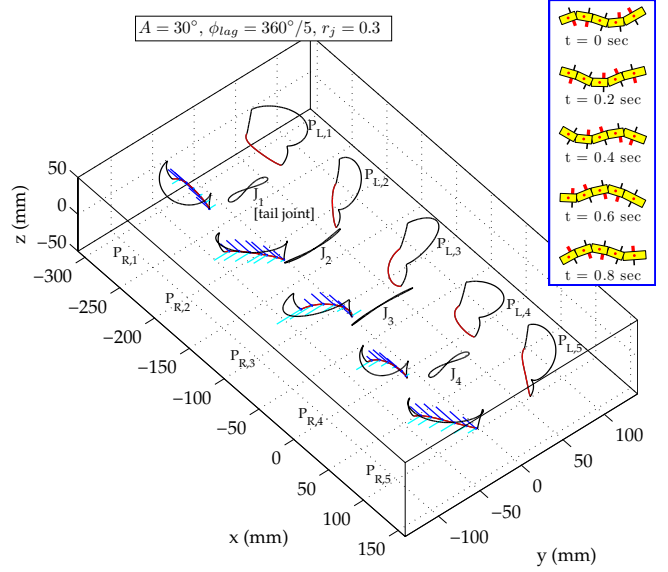 A = 30°, ϕ_lag = 360°/5, r_j = 0.3
t = 0 sec
t = 0.2 sec
t = 0.4 sec
t = 0.6 sec
t = 0.8 sec
z (mm)
50
0
−50
−300
−250
−200
−150
−100
−50
0
50
100
150
x (mm)
−100
−50
0
50
100
y (mm)
P_L,1
P_L,2
P_L,3
P_L,4
P_L,5
J_1
[tail joint]
J_2
J_3
J_4
P_R,1
P_R,2
P_R,3
P_R,4
P_R,5